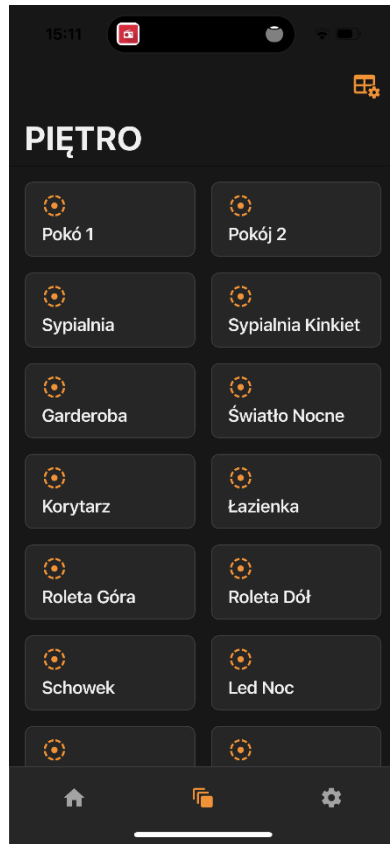 15:11
PIĘTRO
Pokó 1
Pokój 2
Sypialnia
Sypialnia Kinkiet
Garderoba
Światło Nocne
Korytarz
Łazienka
Roleta Góra
Roleta Dół
Schowek
Led Noc